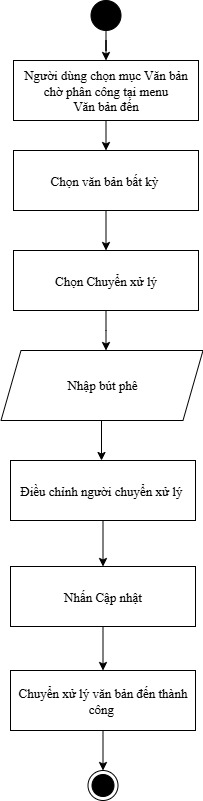 Người dùng chọn mục Văn bản
chờ phân công tại menu
Văn bản đến
Chọn văn bản bất kỳ
Chọn Chuyển xử lý
Nhập bút phê
Điều chỉnh người chuyển xử lý
Nhấn Cập nhật
Chuyển xử lý văn bản đến thành
công